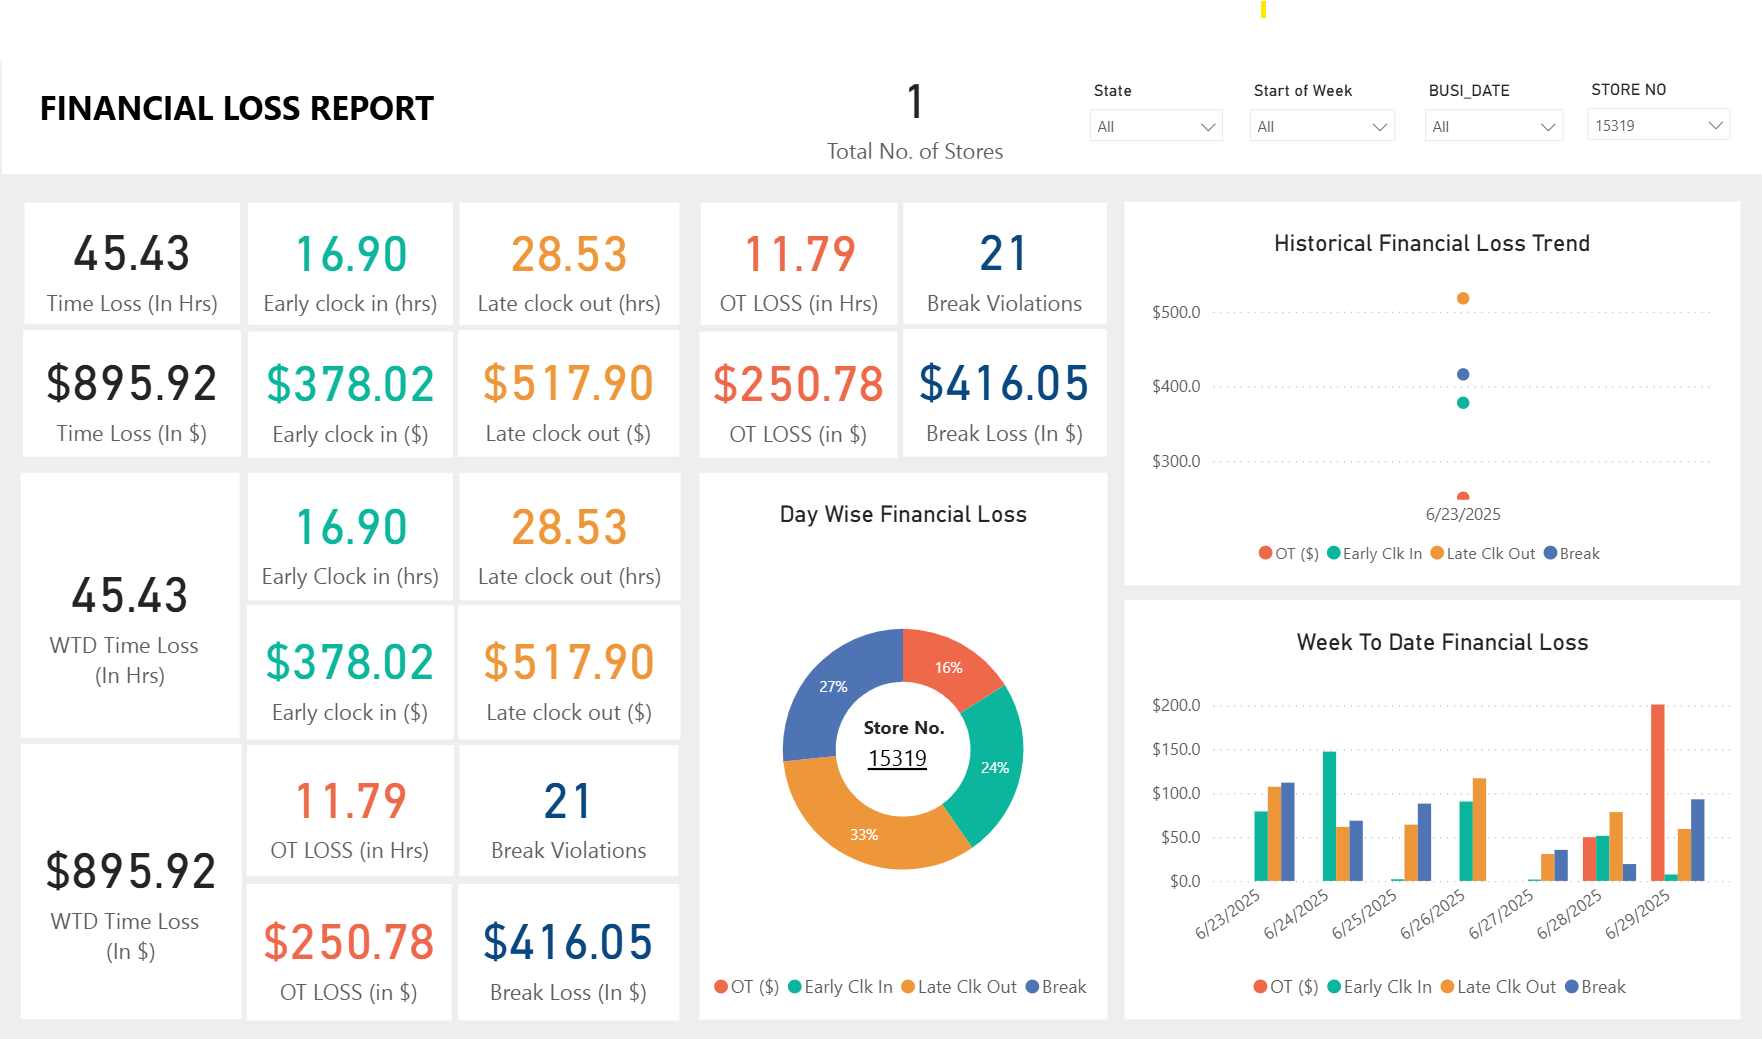 FINANCIAL LOSS REPORT
1
Total No. of Stores
State
All
Start of Week
All
BUSI_DATE
All
STORE NO
15319
45.43
Time Loss (In Hrs)
16.90
Early clock in (hrs)
28.53
Late clock out (hrs)
11.79
OT LOSS (in Hrs)
21
Break Violations
$895.92
Time Loss (In $)
$378.02
Early clock in ($)
$517.90
Late clock out ($)
$250.78
OT LOSS (in $)
$416.05
Break Loss (In $)
45.43
WTD Time Loss
(In Hrs)
16.90
Early Clock in (hrs)
28.53
Late clock out (hrs)
$378.02
Early clock in ($)
$517.90
Late clock out ($)
$895.92
WTD Time Loss
(In $)
11.79
OT LOSS (in Hrs)
21
Break Violations
$250.78
OT LOSS (in $)
$416.05
Break Loss (In $)
Day Wise Financial Loss
16%
27%
24%
33%
Store No.
15319
OT ($) Early Clk In Late Clk Out Break
Historical Financial Loss Trend
$500.0
$400.0
$300.0
6/23/2025
OT ($) Early Clk In Late Clk Out Break
Week To Date Financial Loss
$200.0
$150.0
$100.0
$50.0
$0.0
6/23/2025
6/24/2025
6/25/2025
6/26/2025
6/27/2025
6/28/2025
6/29/2025
OT ($) Early Clk In Late Clk Out Break